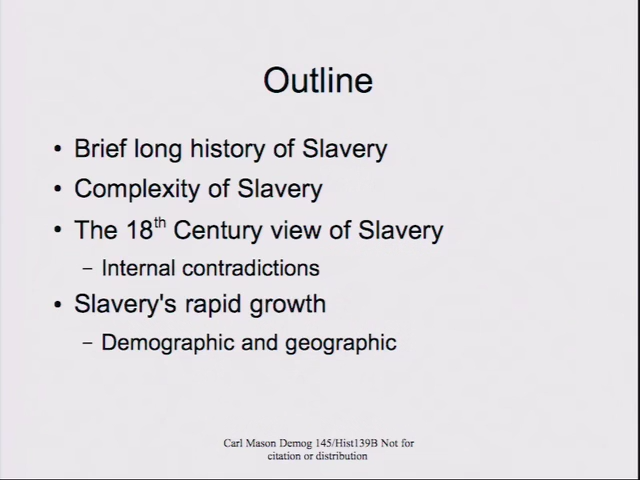 Outline
• Brief long history of Slavery
• Complexity of Slavery
• The 18th Century view of Slavery
– Internal contradictions
• Slavery's rapid growth
– Demographic and geographic
Carl Mason Demog 145/Hist139B Not for
citation or distribution